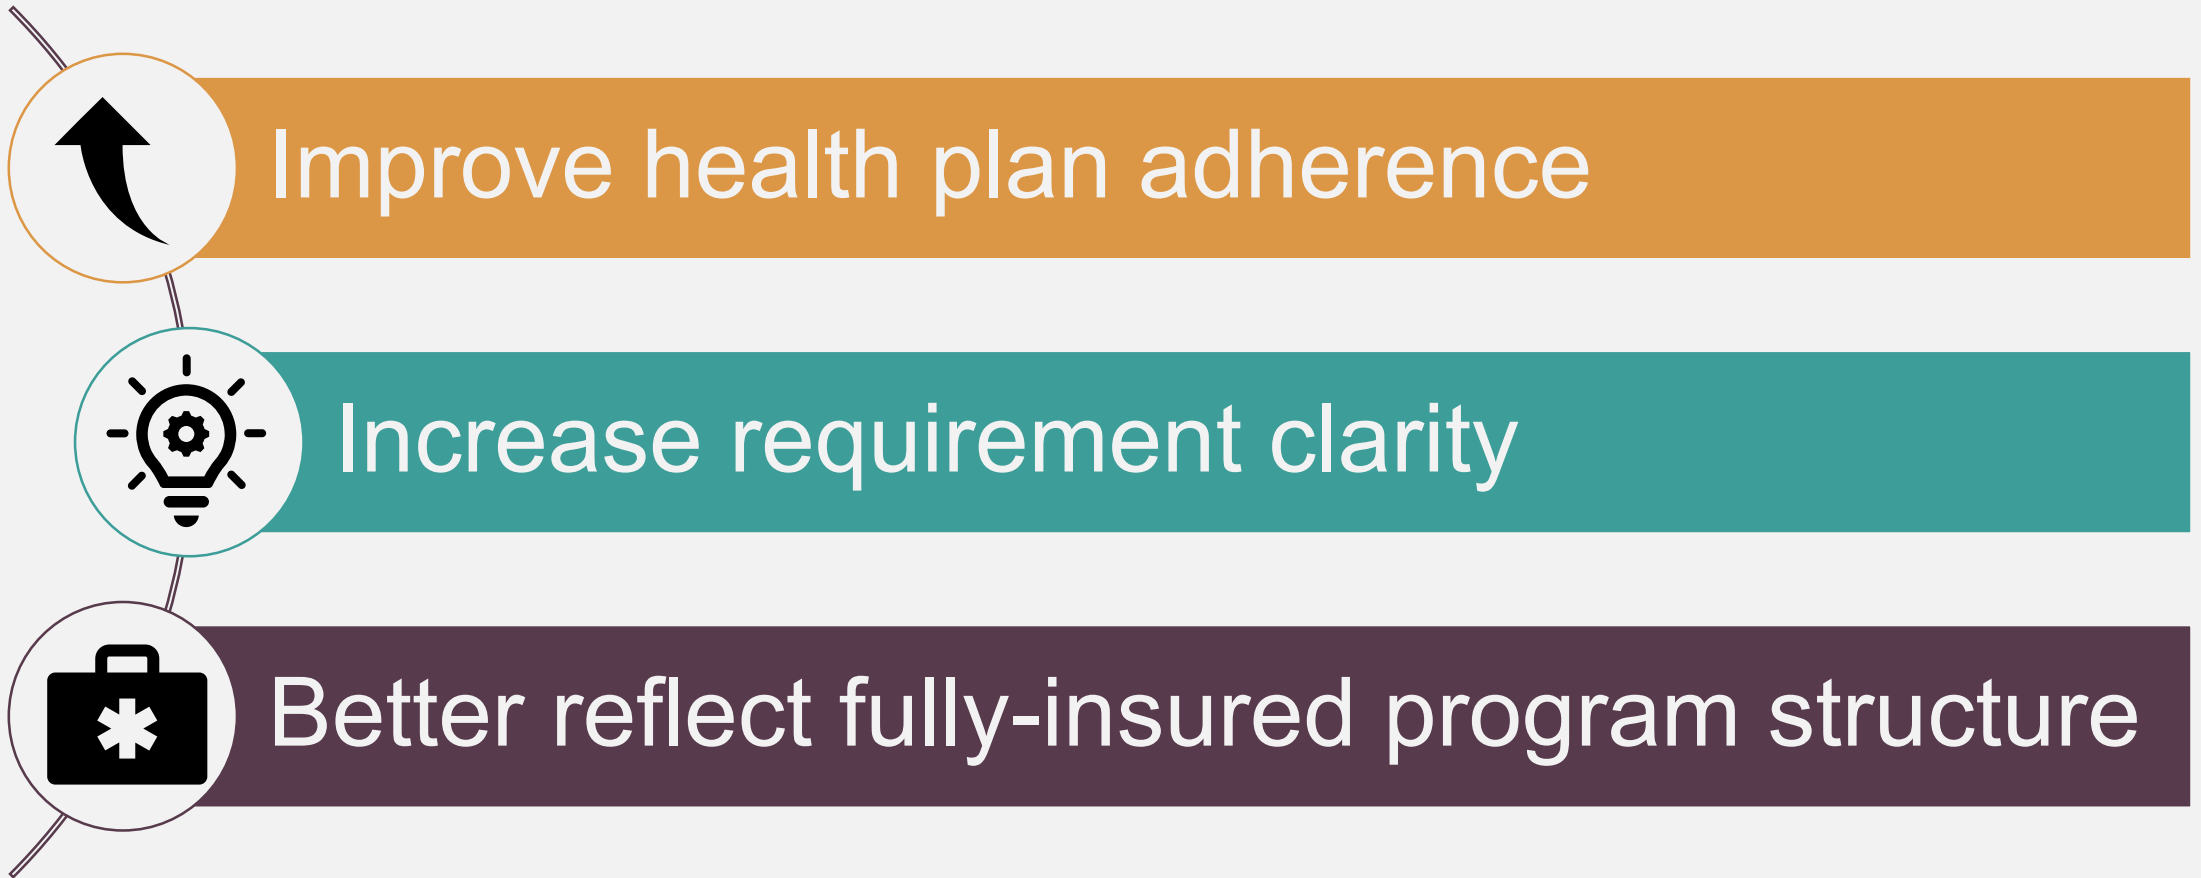 Improve health plan adherence
Increase requirement clarity
Better reflect fully-insured program structure